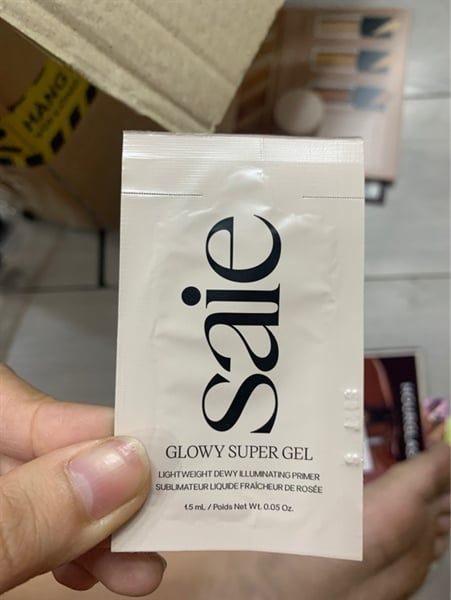 saie
GLOWY SUPER GEL
LIGHTWEIGHT DEWY ILLUMINATING PRIMER
SUBLIMATEUR LIQUIDE FRAÎCHEUR DE ROSÉE
1.5 mL / Poids Net Wt. 0.05 Oz.
HÀNG